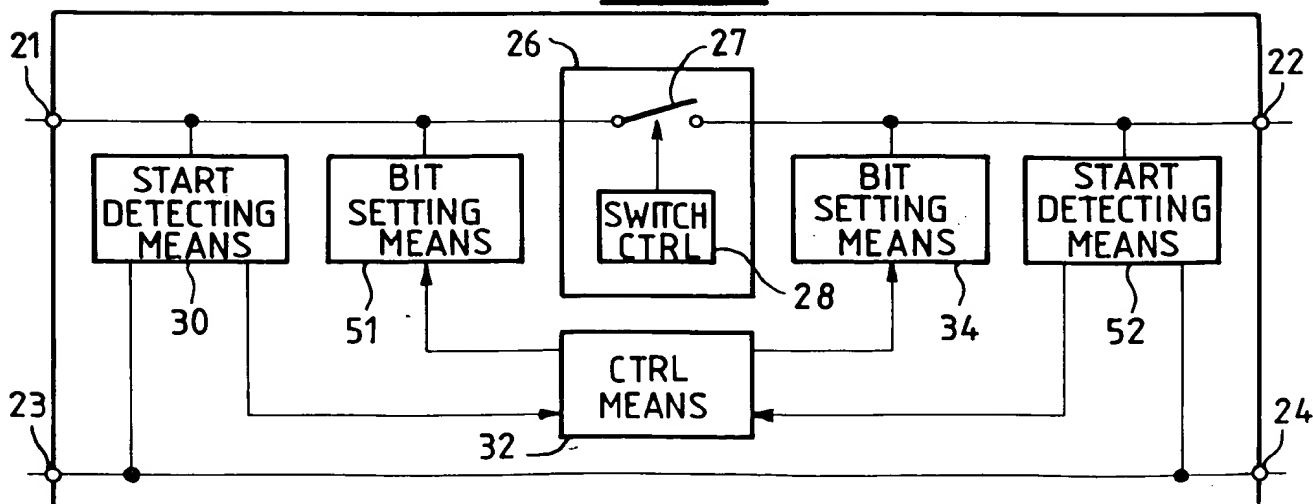 26
27
21
22
START
DETECTING
MEANS
BIT
SETTING
MEANS
SWITCH
CTRL
BIT
SETTING
MEANS
START
DETECTING
MEANS
28
30
51
34
52
CTRL
MEANS
23
32
24